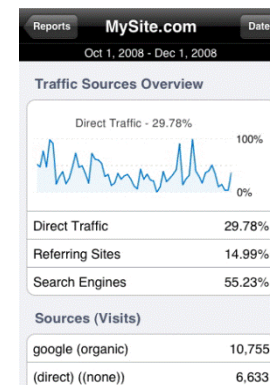 Reports MySite.com Date
Oct 1, 2008 - Dec 1, 2008
Traffic Sources Overview
Direct Traffic - 29.78%
100%
0%
Direct Traffic 29.78%
Referring Sites 14.99%
Search Engines 55.23%
Sources (Visits)
google (organic) 10,755
(direct) ((none)) 6,633